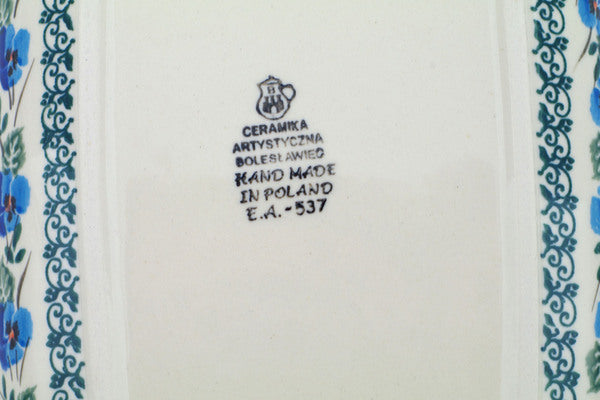 B
CERAMIKA
ARTYSTYCZNA
BOLESŁAWIEC
HAND MADE
IN POLAND
E.A.-537